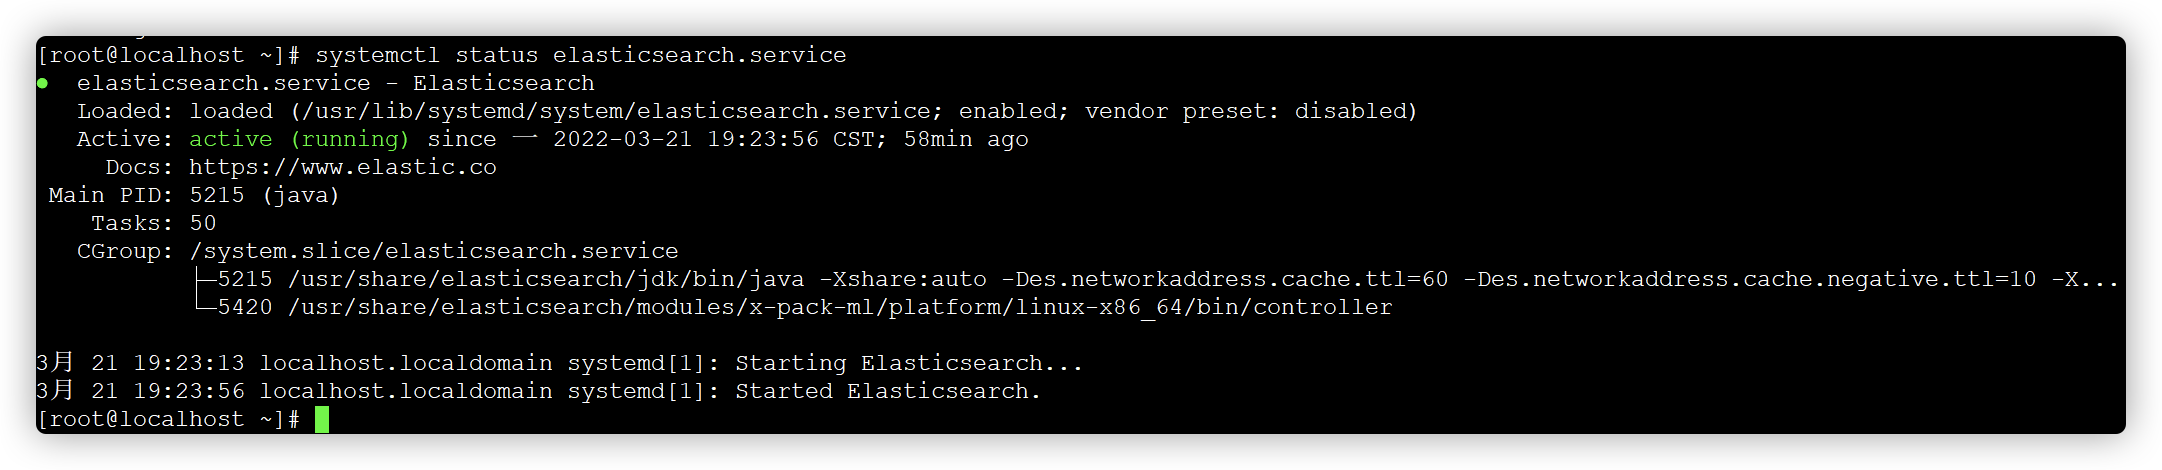 [root@localhost ~]# systemctl status elasticsearch.service
● elasticsearch.service - Elasticsearch
   Loaded: loaded (/usr/lib/systemd/system/elasticsearch.service; enabled; vendor preset: disabled)
   Active: active (running) since 一 2022-03-21 19:23:56 CST; 58min ago
     Docs: https://www.elastic.co
 Main PID: 5215 (java)
    Tasks: 50
   CGroup: /system.slice/elasticsearch.service
           ├─5215 /usr/share/elasticsearch/jdk/bin/java -Xshare:auto -Des.networkaddress.cache.ttl=60 -Des.networkaddress.cache.negative.ttl=10 -X...
           └─5420 /usr/share/elasticsearch/modules/x-pack-ml/platform/linux-x86_64/bin/controller

3月 21 19:23:13 localhost.localdomain systemd[1]: Starting Elasticsearch...
3月 21 19:23:56 localhost.localdomain systemd[1]: Started Elasticsearch.
[root@localhost ~]#